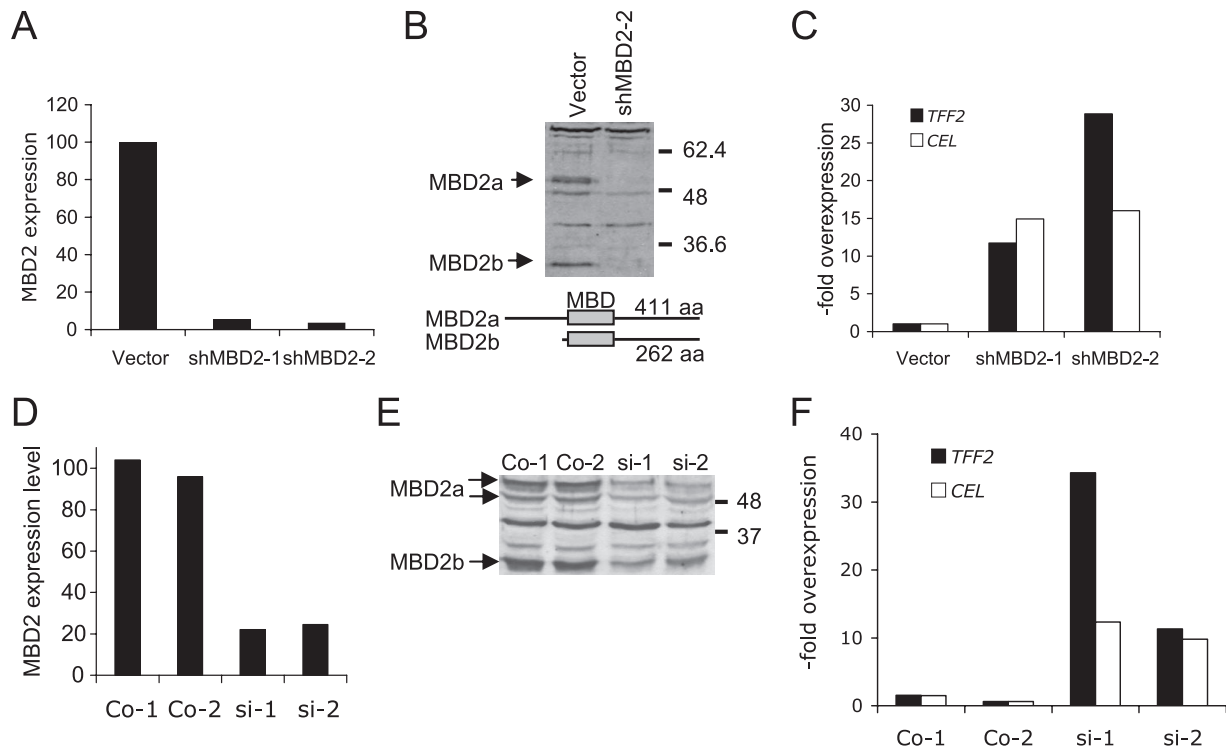 A
120
100
80
60
40
20
0
MBD2 expression
Vector
shMBD2-1
shMBD2-2
B
Vector
shMBD2-2
MBD2a
MBD2b
62.4
48
36.6
MBD
MBD2a
411 aa
MBD2b
262 aa
C
30
25
20
15
10
5
0
-fold overexpression
TFF2
CEL
Vector
shMBD2-1
shMBD2-2
D
100
80
60
40
20
0
MBD2 expression level
Co-1
Co-2
si-1
si-2
E
Co-1 Co-2 si-1 si-2
MBD2a
MBD2b
48
37
F
40
30
20
10
0
-fold overexpression
TFF2
CEL
Co-1
Co-2
si-1
si-2